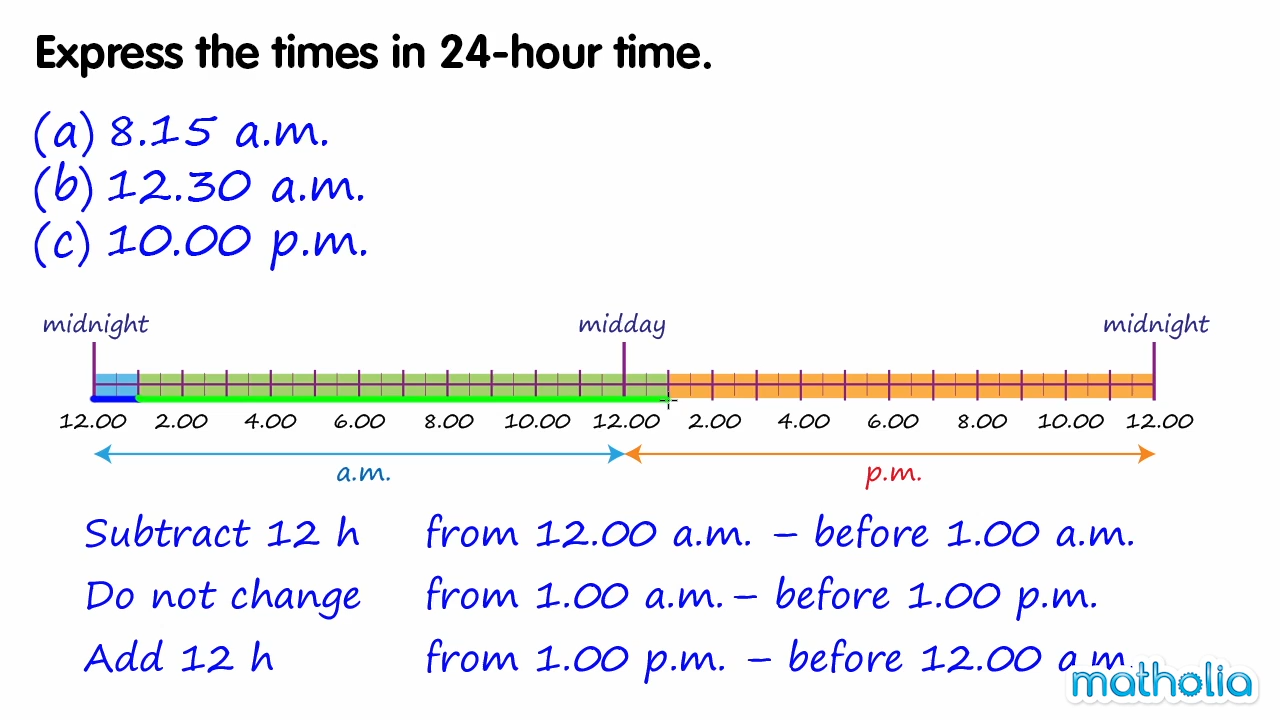 Express the times in 24-hour time.
(a) 8.15 a.m.
(b) 12.30 a.m.
(c) 10.00 p.m.
midnight midday midnight
12.00 2.00 4.00 6.00 8.00 10.00 12.00 2.00 4.00 6.00 8.00 10.00 12.00
a.m. p.m.
Subtract 12 h from 12.00 a.m. – before 1.00 a.m.
Do not change from 1.00 a.m. – before 1.00 p.m.
Add 12 h from 1.00 p.m. – before 12.00 a.m.
matholia